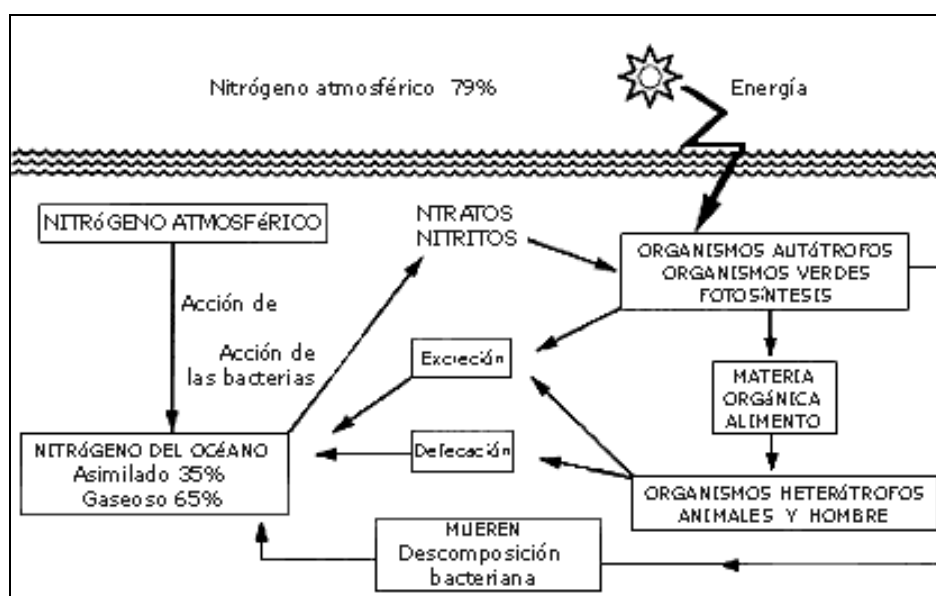 Nitrógeno atmosférico 79%
Energía
NITRóGENO ATMOSFéRICO
NTRATOS
NITRITOS
ORGANISMOS AUTÓTROFOS
ORGANISMOS VERDES
FOTOSíNTESIS
Acción de
Acción de
las bacterias
Excreción
MATERIA
ORGáNICA
ALIMENTO
NITRóGENO DEL OCéANO
Asimilado 35%
Gaseoso 65%
Defecación
ORGANISMOS HETERóTROFOS
ANIMALES Y HOMBRE
MUEREN
Descomposición
bacteriana